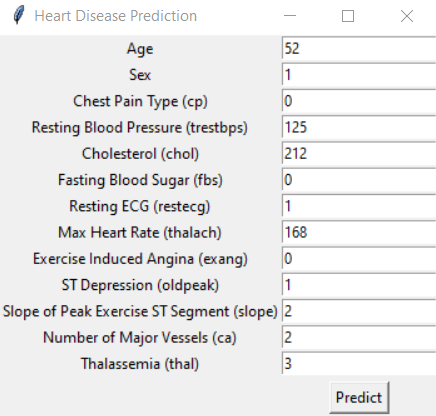 Heart Disease Prediction
Age 52
Sex 1
Chest Pain Type (cp) 0
Resting Blood Pressure (trestbps) 125
Cholesterol (chol) 212
Fasting Blood Sugar (fbs) 0
Resting ECG (restecg) 1
Max Heart Rate (thalach) 168
Exercise Induced Angina (exang) 0
ST Depression (oldpeak) 1
Slope of Peak Exercise ST Segment (slope) 2
Number of Major Vessels (ca) 2
Thalassemia (thal) 3
Predict